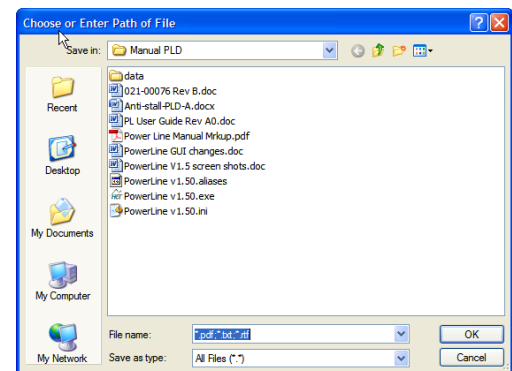 Choose or Enter Path of File
Save in: Manual PLD
data
021-00076 Rev B.doc
Anti-stall-PLD-A.docx
PL User Guide Rev A0.doc
Power Line Manual Mrkup.pdf
PowerLine GUI changes.doc
PowerLine V1.5 screen shots.doc
PowerLine v1.50.aliases
PowerLine v1.50.exe
PowerLine v1.50.ini
Recent
Desktop
My Documents
My Computer
My Network
File name: *.pdf;*.txt;*.rtf OK
Save as type: All Files (*.*) Cancel